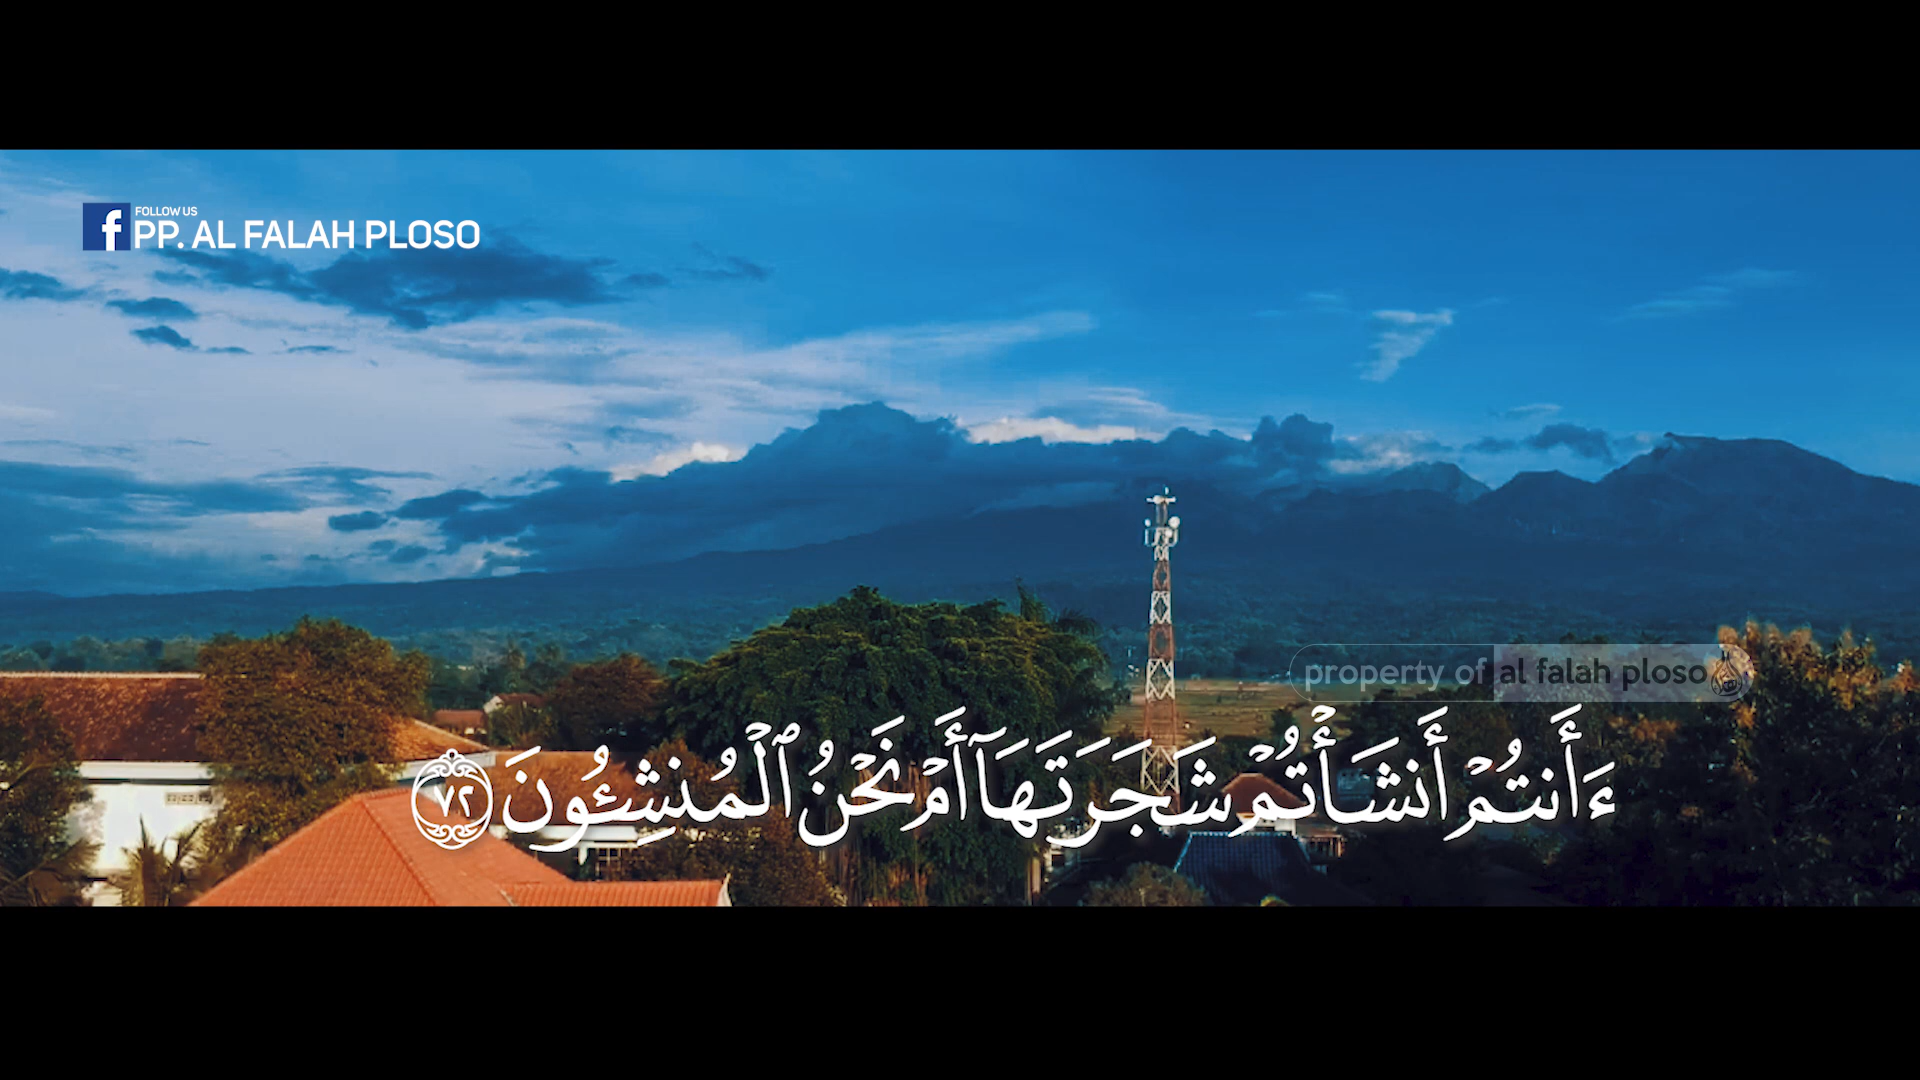 f
FOLLOW US
PP. AL FALAH PLOSO
property of al falah ploso
ءَأَنتُمْ أَنشَأْتُمْ شَجَرَتَهَآ أَمْ نَحْنُ ٱلْمُنشِـُٔونَ ٧٢